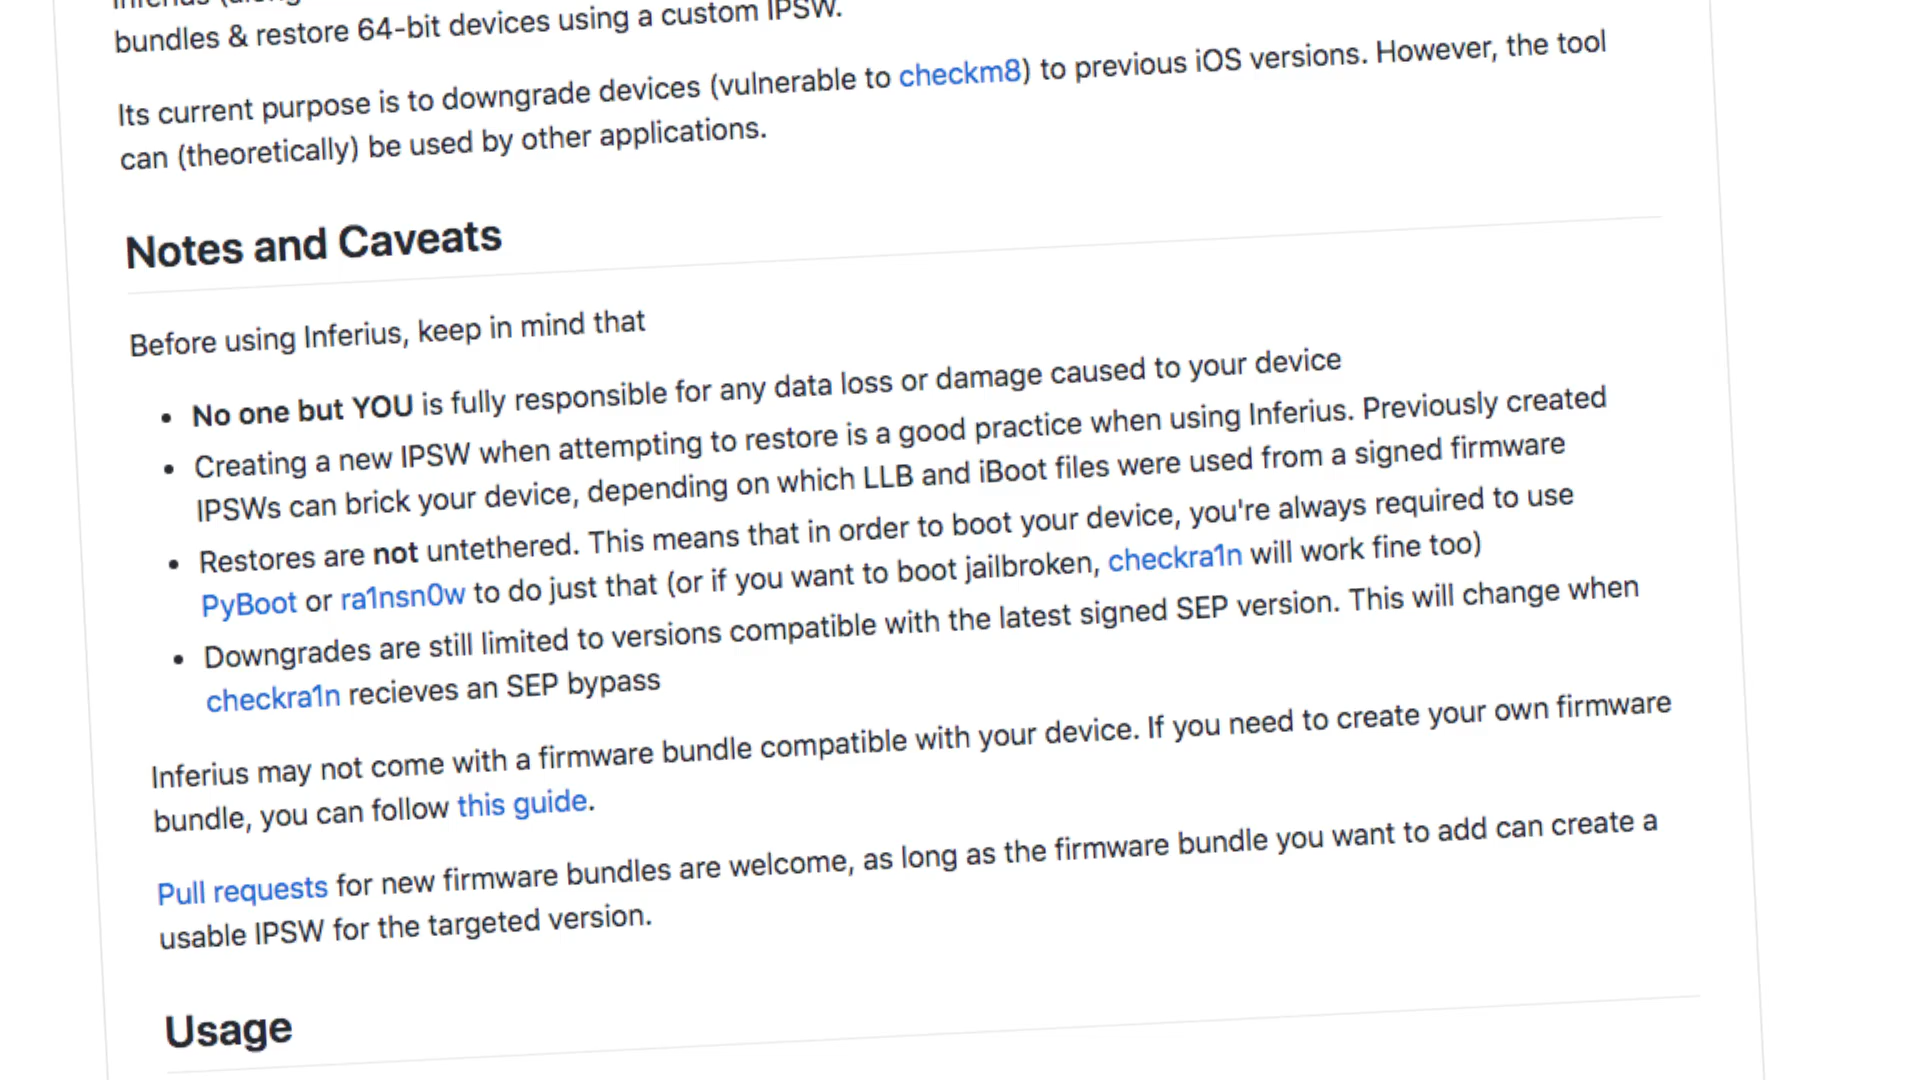 bundles & restore 64-bit devices using a custom IPSW.
Its current purpose is to downgrade devices (vulnerable to checkm8) to previous iOS versions. However, the tool
can (theoretically) be used by other applications.
Notes and Caveats
Before using Inferius, keep in mind that
• No one but YOU is fully responsible for any data loss or damage caused to your device
• Creating a new IPSW when attempting to restore is a good practice when using Inferius. Previously created
IPSWs can brick your device, depending on which LLB and iBoot files were used from a signed firmware
• Restores are not untethered. This means that in order to boot your device, you're always required to use
PyBoot or ra1nsn0w to do just that (or if you want to boot jailbroken, checkra1n will work fine too)
• Downgrades are still limited to versions compatible with the latest signed SEP version. This will change when
checkra1n recieves an SEP bypass
Inferius may not come with a firmware bundle compatible with your device. If you need to create your own firmware
bundle, you can follow this guide.
Pull requests for new firmware bundles are welcome, as long as the firmware bundle you want to add can create a
usable IPSW for the targeted version.
Usage